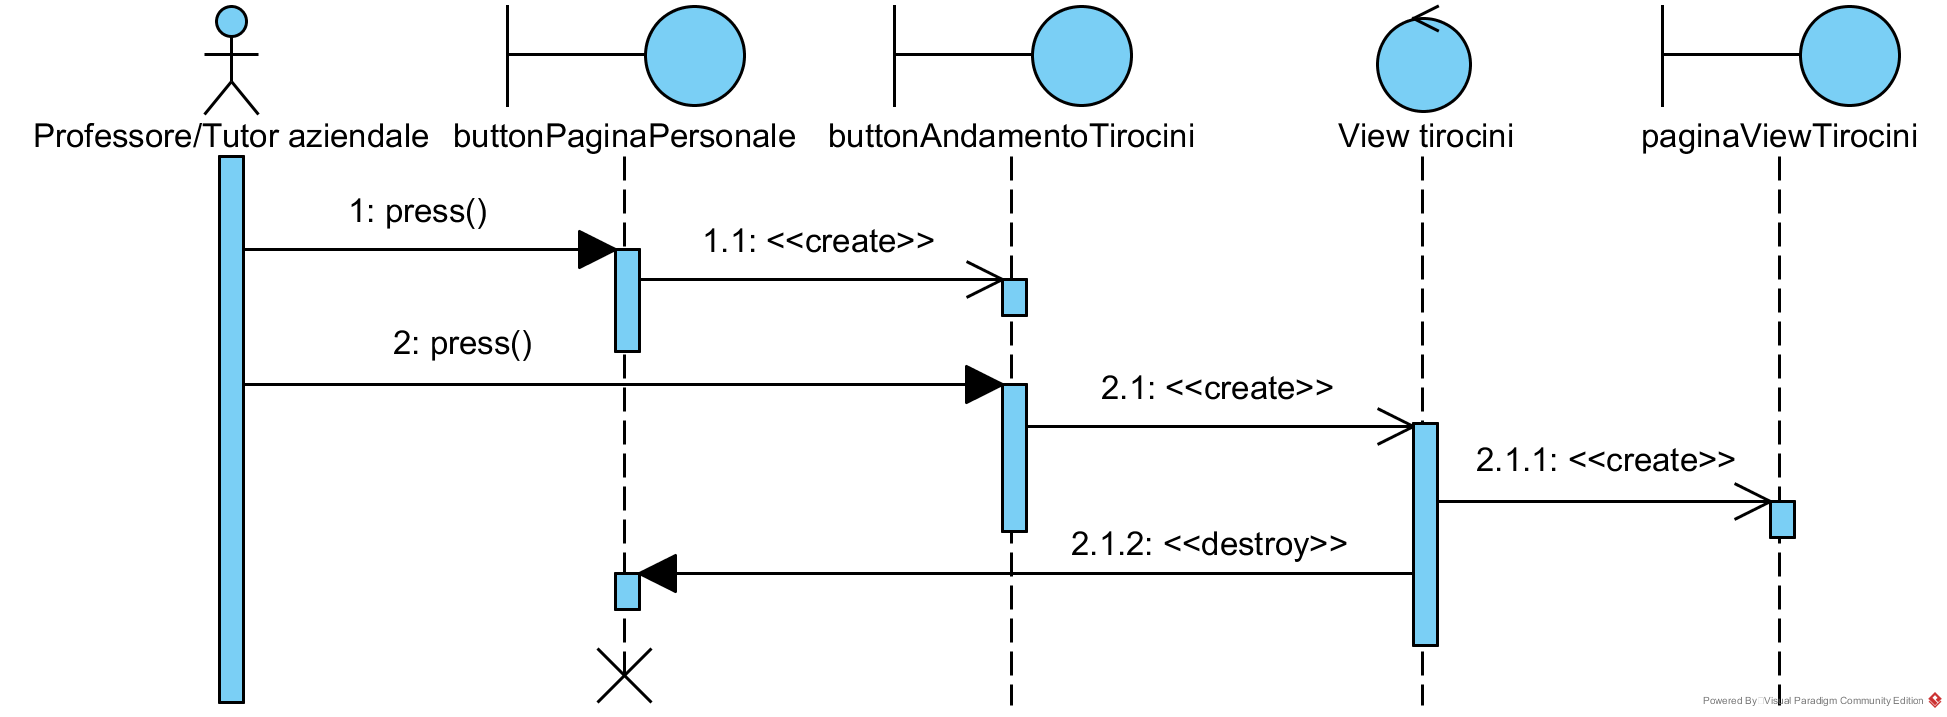 Professore/Tutor aziendale
buttonPaginaPersonale
buttonAndamentoTirocini
View tirocini
paginaViewTirocini
1: press()
1.1: <<create>>
2: press()
2.1: <<create>>
2.1.1: <<create>>
2.1.2: <<destroy>>
Powered By Visual Paradigm Community Edition